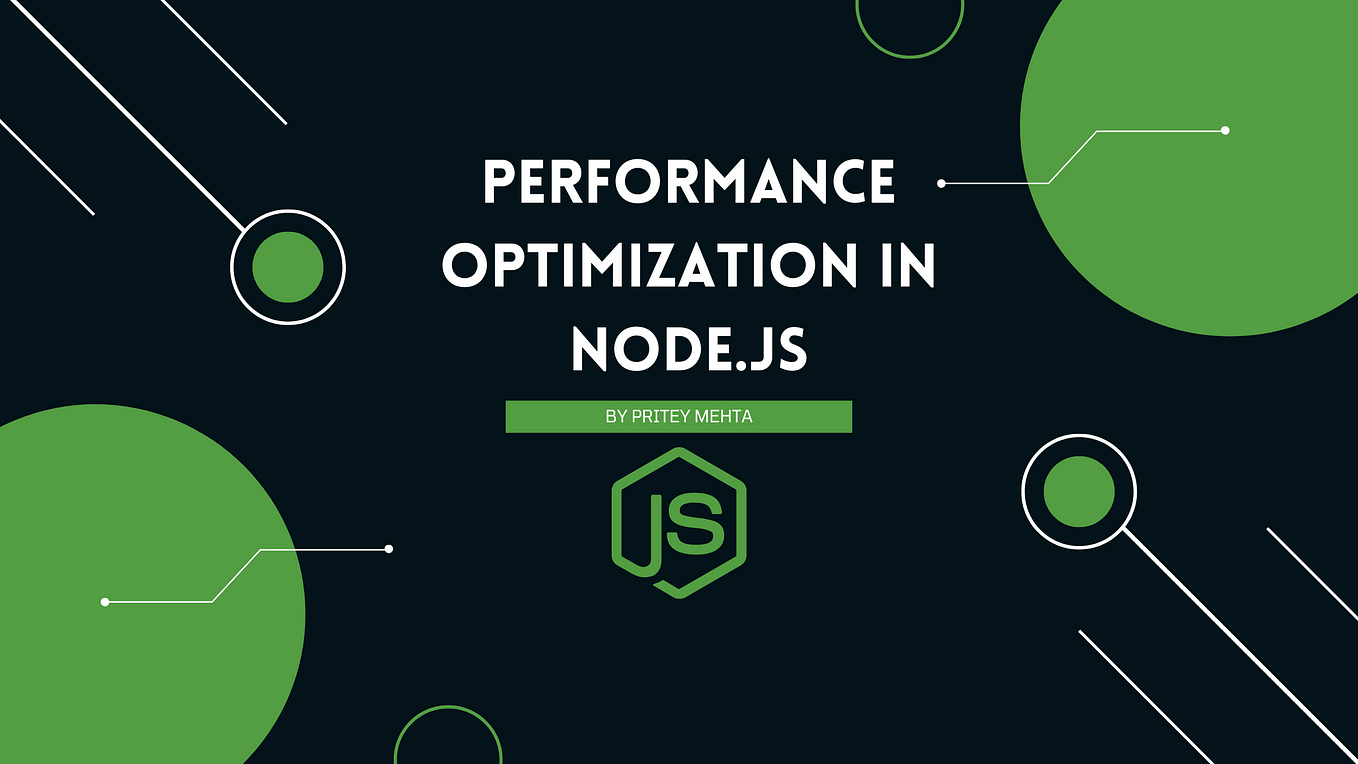 PERFORMANCE
OPTIMIZATION IN
NODE.JS
BY PRITEY MEHTA
JS